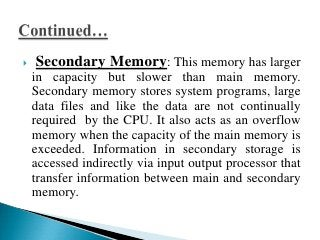 Continued…
Secondary Memory: This memory has larger
in capacity but slower than main memory.
Secondary memory stores system programs, large
data files and like the data are not continually
required by the CPU. It also acts as an overflow
memory when the capacity of the main memory is
exceeded. Information in secondary storage is
accessed indirectly via input output processor that
transfer information between main and secondary
memory.